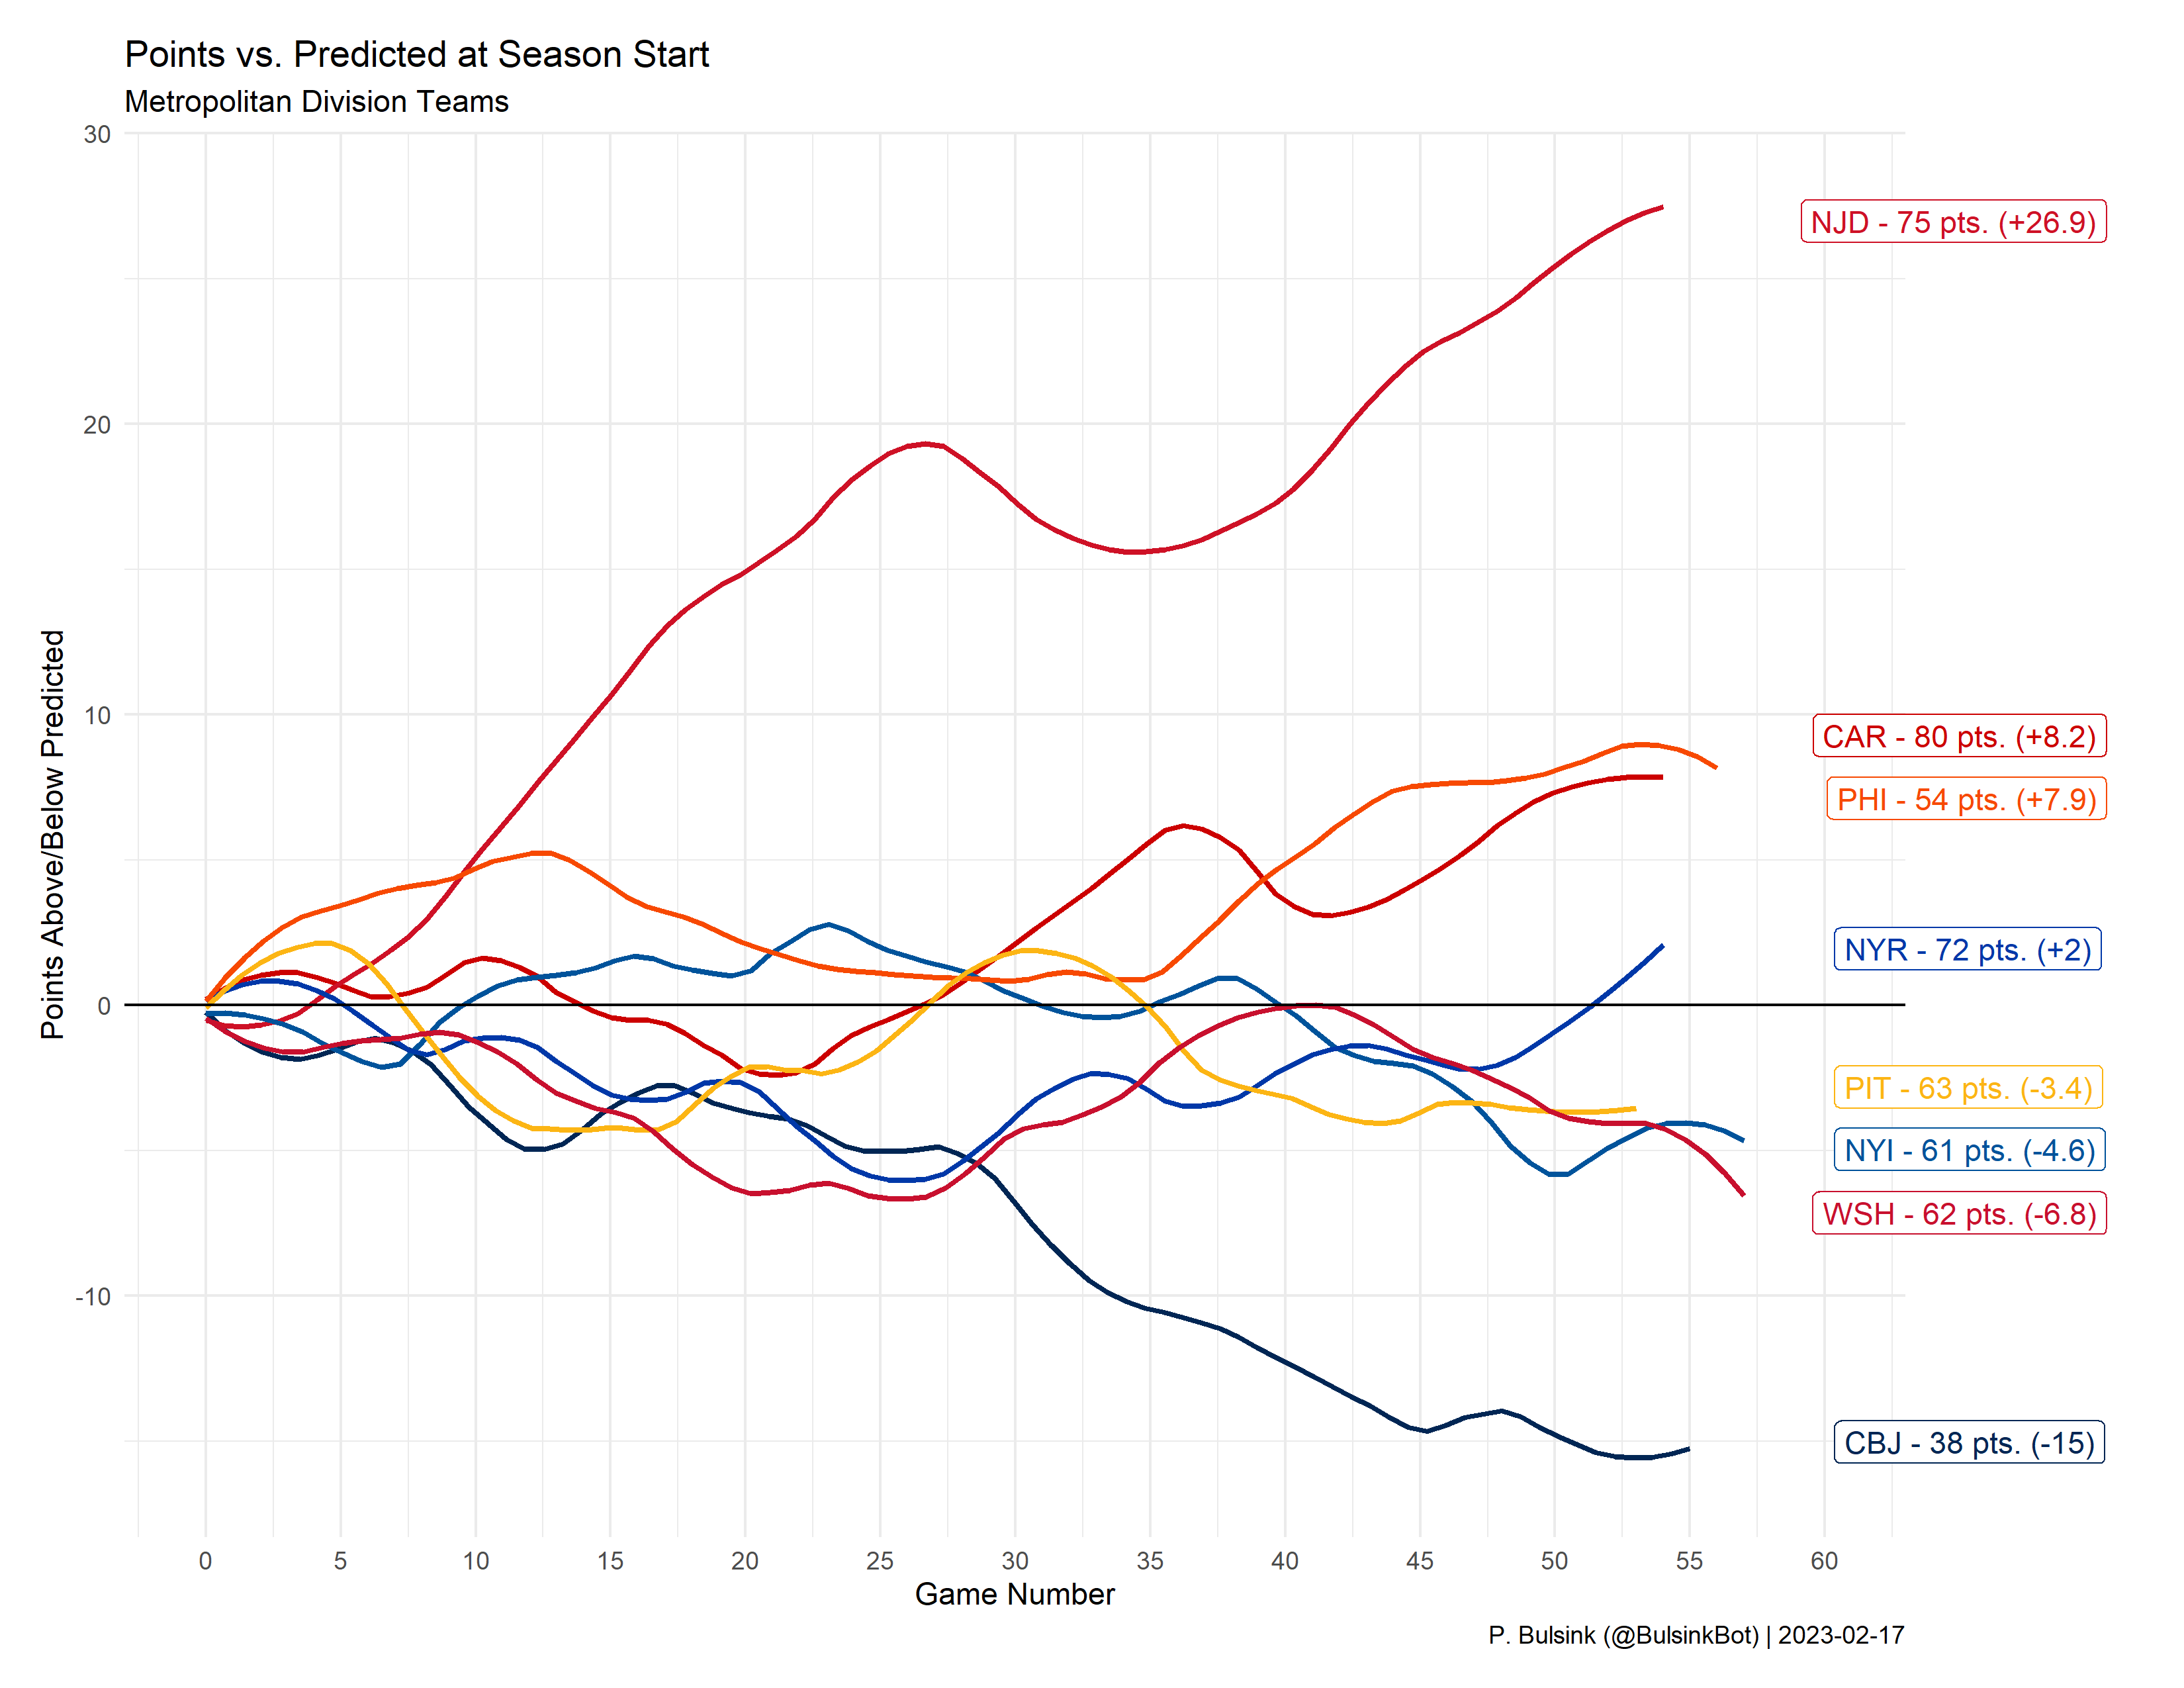 Points vs. Predicted at Season Start
Metropolitan Division Teams
Points Above/Below Predicted
30
20
10
0
-10
NJD - 75 pts. (+26.9)
CAR - 80 pts. (+8.2)
PHI - 54 pts. (+7.9)
NYR - 72 pts. (+2)
PIT - 63 pts. (-3.4)
NYI - 61 pts. (-4.6)
WSH - 62 pts. (-6.8)
CBJ - 38 pts. (-15)
0 5 10 15 20 25 30 35 40 45 50 55 60
Game Number
P. Bulsink (@BulsinkBot) | 2023-02-17